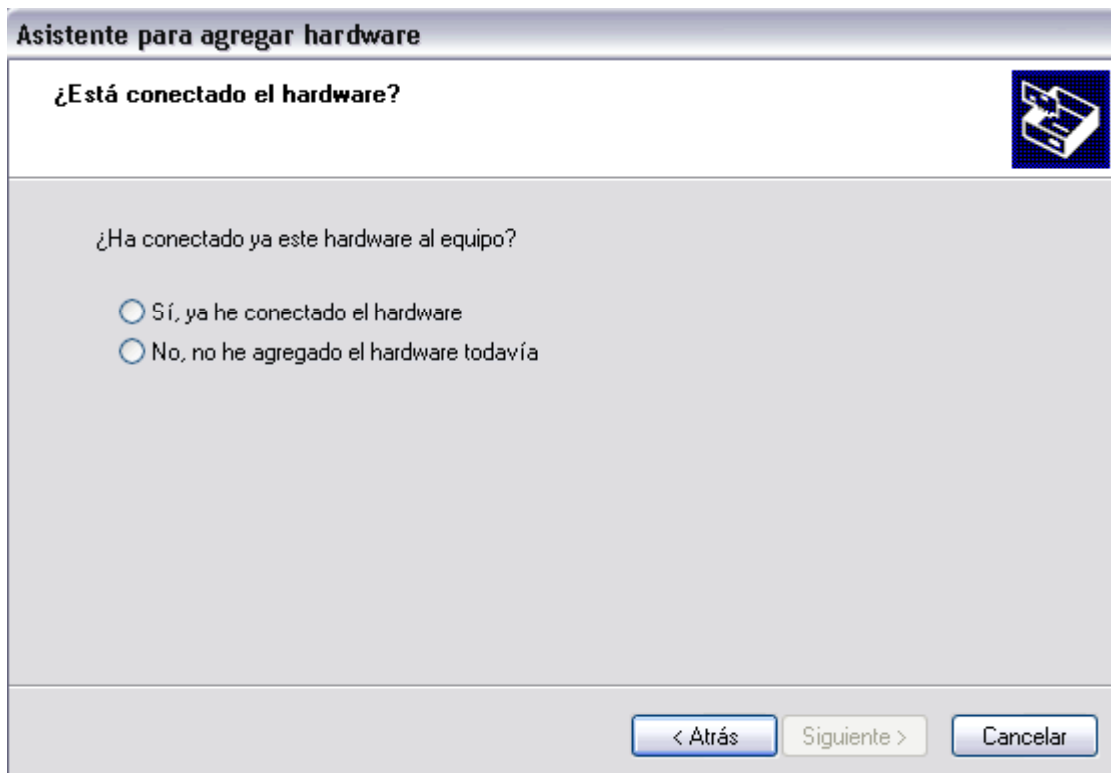 Asistente para agregar hardware
¿Está conectado el hardware?
¿Ha conectado ya este hardware al equipo?
Sí, ya he conectado el hardware
No, no he agregado el hardware todavía
< Atrás Siguiente > Cancelar